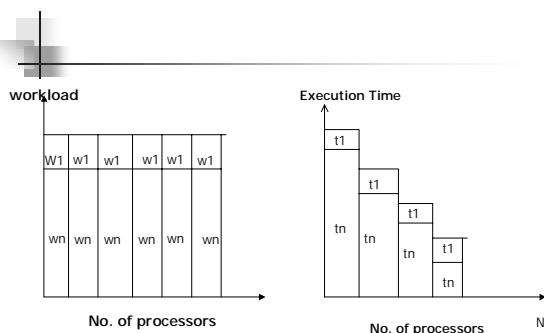 workload
W1 w1 w1 w1 w1 w1
wn wn wn wn wn wn
No. of processors
Execution Time
t1
t1
t1
t1
tn
tn
tn
tn
No. of processors
N